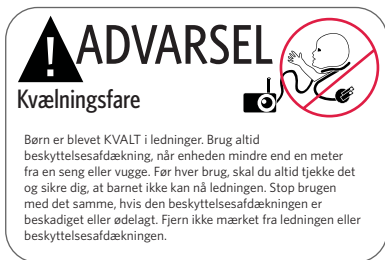 ADVARSEL
Kvælningsfare
Børn er blevet KVALT i ledninger. Brug altid
beskyttelsesafdækning, når enheden mindre end en meter
fra en seng eller vugge. Før hver brug, skal du altid tjekke det
og sikre dig, at barnet ikke kan nå ledningen. Stop brugen
med det samme, hvis den beskyttelsesafdækningen er
beskadiget eller ødelagt. Fjern ikke mærket fra ledningen eller
beskyttelsesafdækningen.